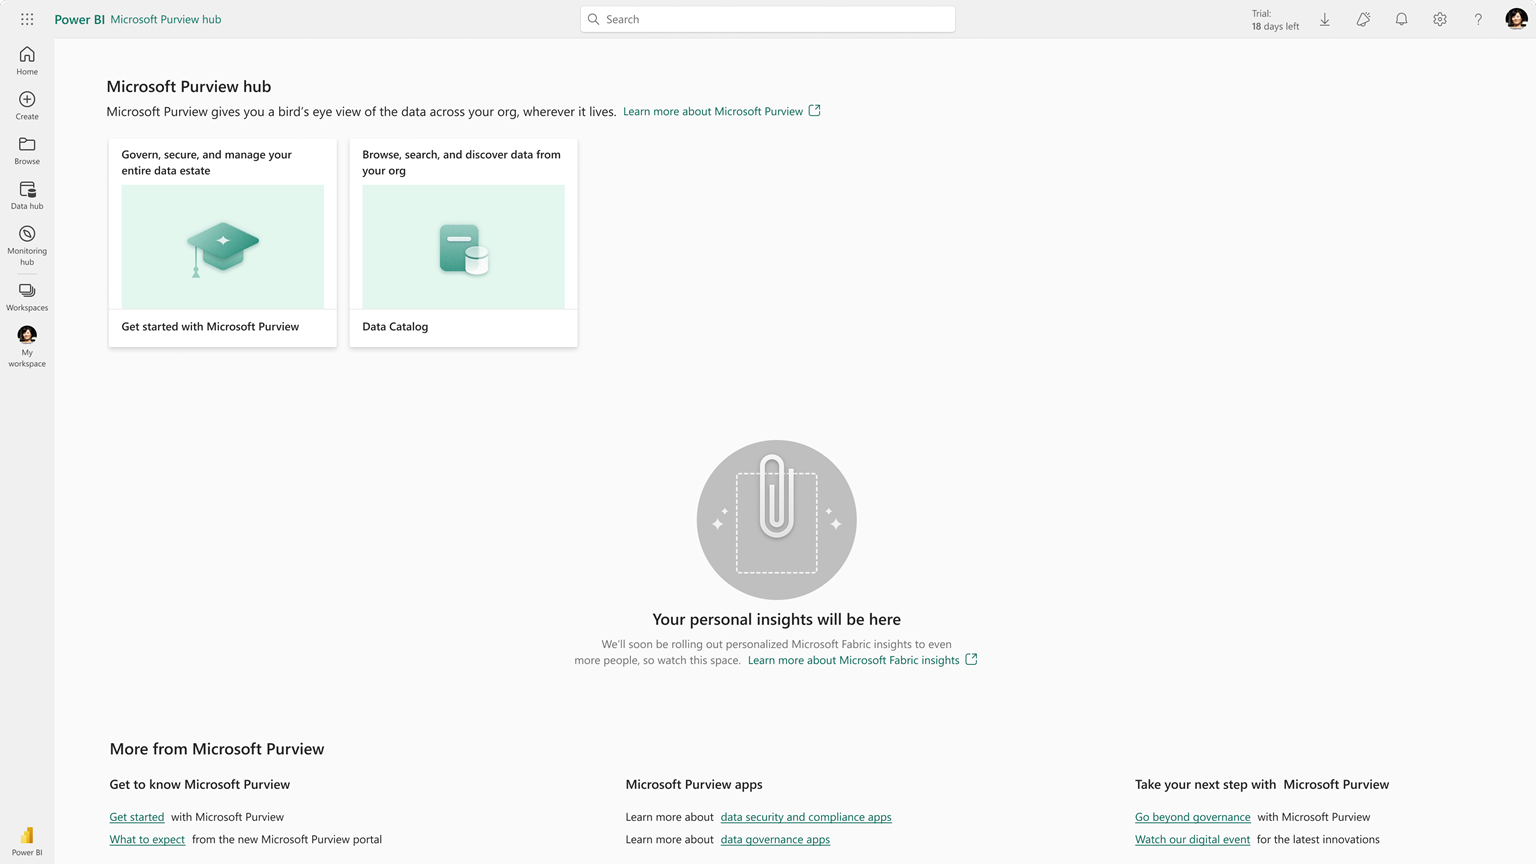 Power BI Microsoft Purview hub
Search
Trial:
18 days left
?
Home
Create
Browse
Data hub
Monitoring
hub
Workspaces
My
workspace
Power BI
Microsoft Purview hub
Microsoft Purview gives you a bird's eye view of the data across your org, wherever it lives. Learn more about Microsoft Purview
Govern, secure, and manage your
entire data estate
Get started with Microsoft Purview
Browse, search, and discover data from
your org
Data Catalog
Your personal insights will be here
We'll soon be rolling out personalized Microsoft Fabric insights to even
more people, so watch this space. Learn more about Microsoft Fabric insights
More from Microsoft Purview
Get to know Microsoft Purview
Get started with Microsoft Purview
What to expect from the new Microsoft Purview portal
Microsoft Purview apps
Learn more about data security and compliance apps
Learn more about data governance apps
Take your next step with Microsoft Purview
Go beyond governance with Microsoft Purview
Watch our digital event for the latest innovations